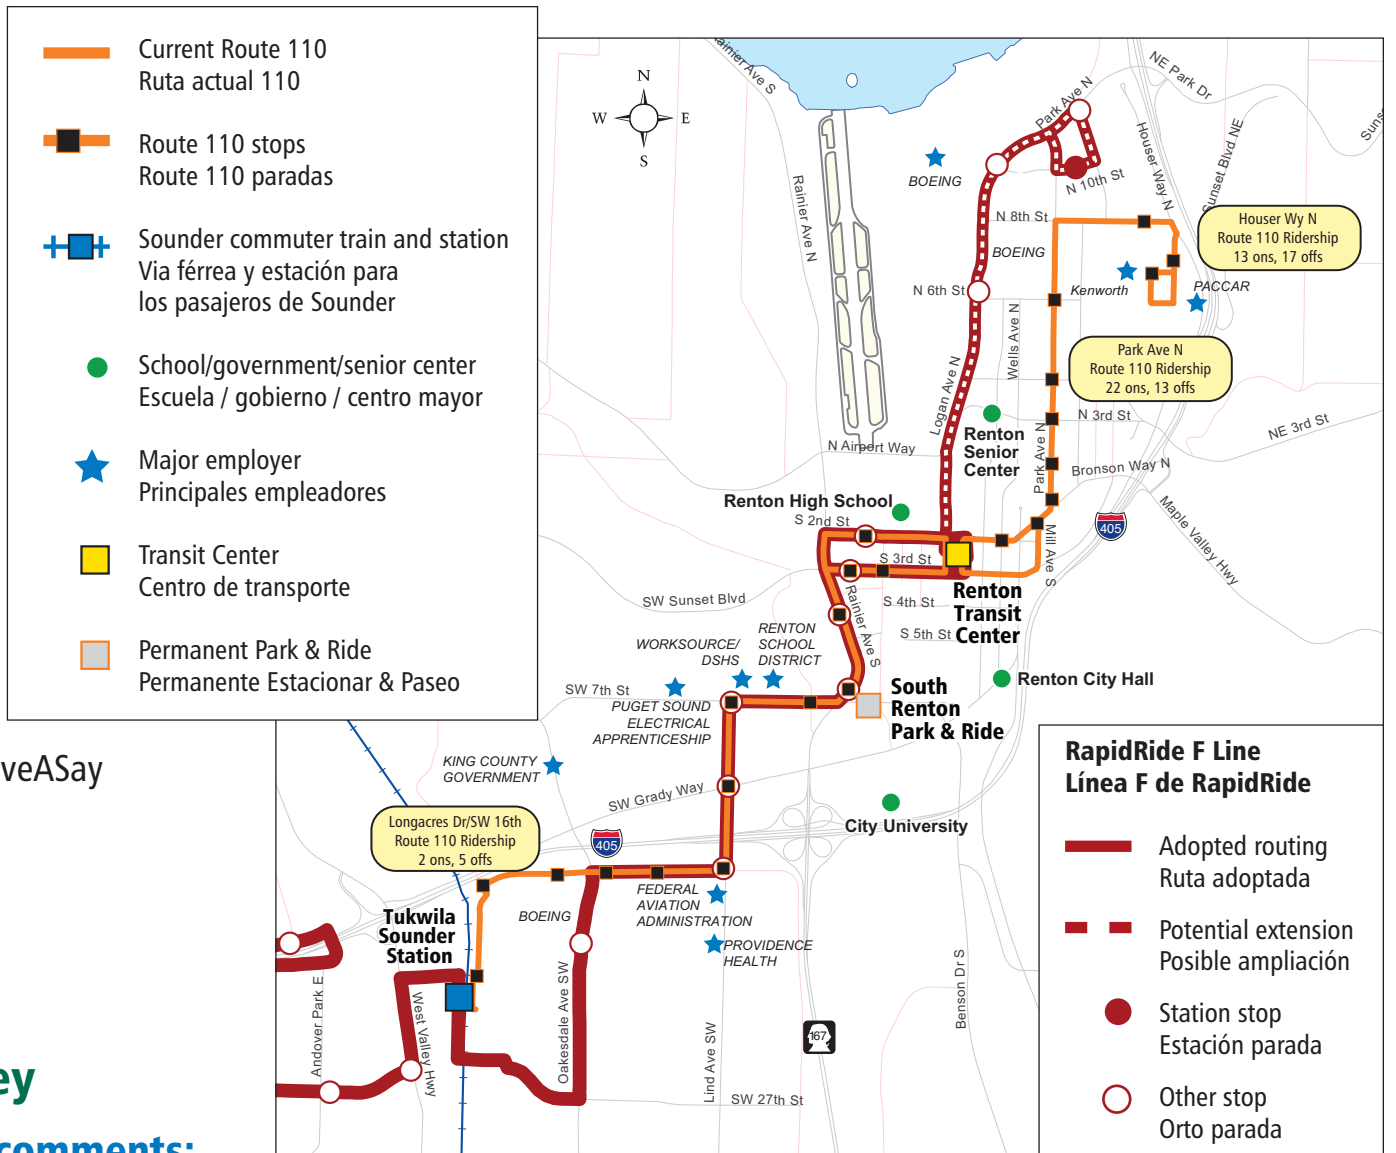 Current Route 110
Ruta actual 110
Route 110 stops
Route 110 paradas
Sounder commuter train and station
Via férrea y estación para
los pasajeros de Sounder
School/government/senior center
Escuela / gobierno / centro mayor
Major employer
Principales empleadores
Transit Center
Centro de transporte
Permanent Park & Ride
Permanente Estacionar & Paseo
veASay
ey
comments:
N
W
E
S
Rainier Ave S
Park Ave N
NE Park Dr
Houser Way N
Sunset Blvd NE
Suns
BOEING
N 10th St
Rainier Ave N
N 8th St
BOEING
Houser Wy N
Route 110 Ridership
13 ons, 17 offs
N 6th St
Kenworth
PACCAR
Wells Ave N
Park Ave N
Route 110 Ridership
22 ons, 13 offs
Logan Ave N
N 3rd St
NE 3rd St
Renton
Senior
Center
N Airport Way
Park Ave N
Bronson Way N
Renton High School
S 2nd St
405
Maple Valley Hwy
Mill Ave S
S 3rd St
Renton
Transit
Center
SW Sunset Blvd
S 4th St
Rainier Ave S
S 5th St
WORKSOURCE/
DSHS
RENTON
SCHOOL
DISTRICT
Renton City Hall
SW 7th St
South
Renton
Park & Ride
PUGET SOUND
ELECTRICAL
APPRENTICESHIP
KING COUNTY
GOVERNMENT
SW Grady Way
City University
Longacres Dr/SW 16th
Route 110 Ridership
2 ons, 5 offs
405
FEDERAL
AVIATION
ADMINISTRATION
BOEING
Tukwila
Sounder
Station
PROVIDENCE
HEALTH
Andover Park E
West Valley Hwy
Oakesdale Ave SW
Lind Ave SW
167
Benson Dr S
SW 27th St
RapidRide F Line
Línea F de RapidRide
Adopted routing
Ruta adoptada
Potential extension
Posible ampliación
Station stop
Estación parada
Other stop
Orto parada